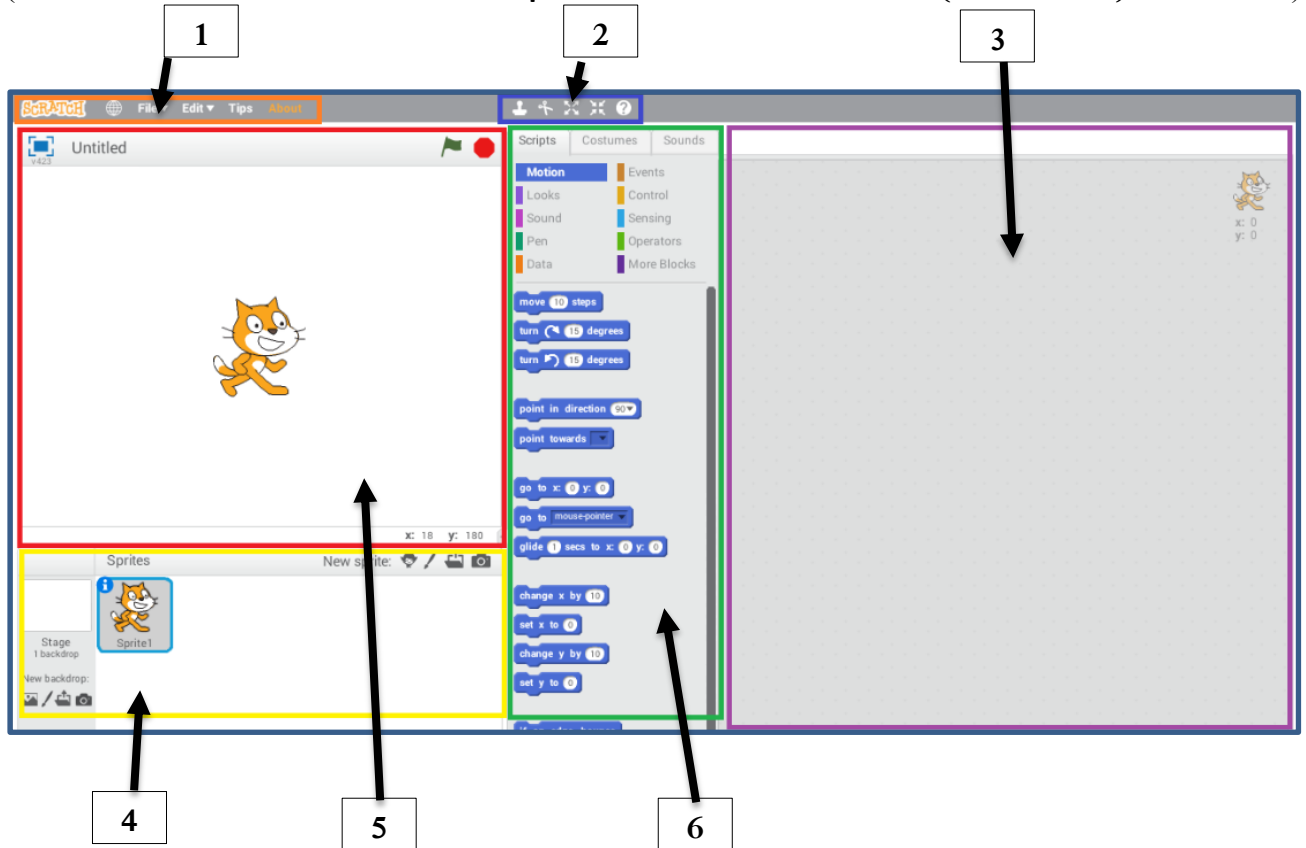 1
2
3
SCRATCH File Edit Tips About
Untitled
v423
Scripts Costumes Sounds
Motion Events
Looks Control
Sound Sensing
Pen Operators
Data More Blocks
x: 0
y: 0
move 10 steps
turn 15 degrees
turn 15 degrees
point in direction 90
point towards
go to x: 0 y: 0
go to mouse-pointer
glide 1 secs to x: 0 y: 0
change x by 10
set x to 0
change y by 10
set y to 0
x: 18 y: 180
Sprites New sprite:
Stage
1 backdrop
Sprite1
New backdrop:
4
5
6